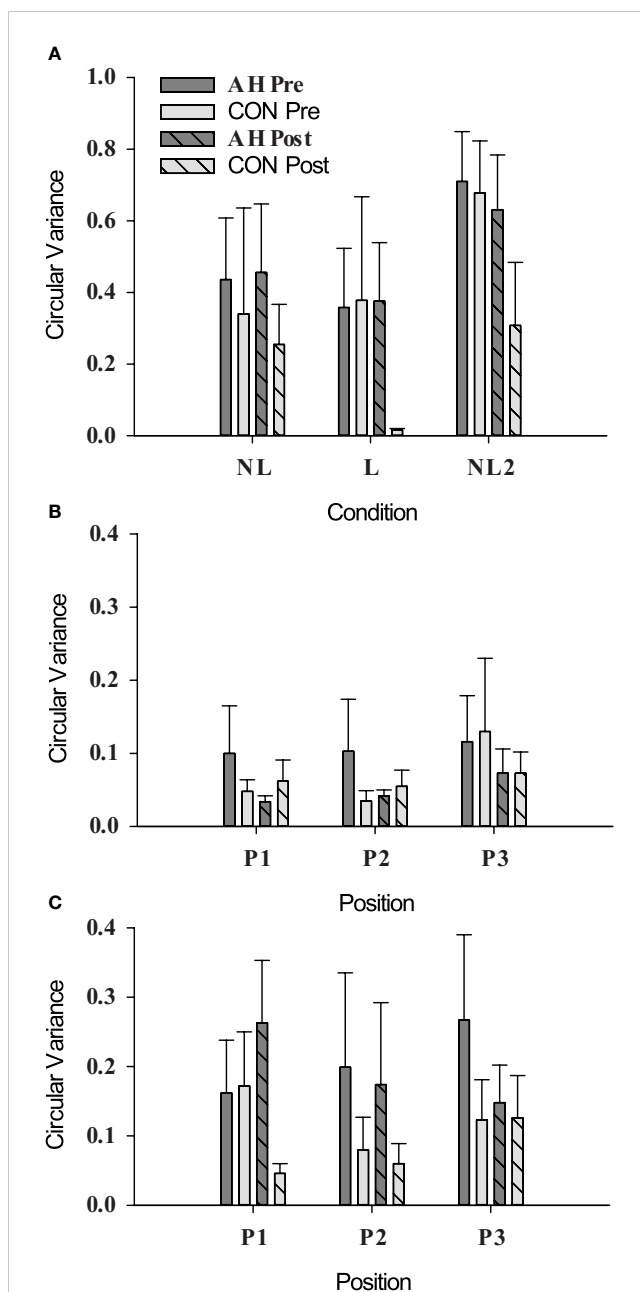 A
1.0
AH Pre
CON Pre
0.8
AH Post
CON Post
0.6
0.4
0.2
0.0
Circular Variance
NL L NL2
Condition
B
0.4
0.3
0.2
0.1
0.0
Circular Variance
P1 P2 P3
Position
C
0.4
0.3
0.2
0.1
0.0
Circular Variance
P1 P2 P3
Position